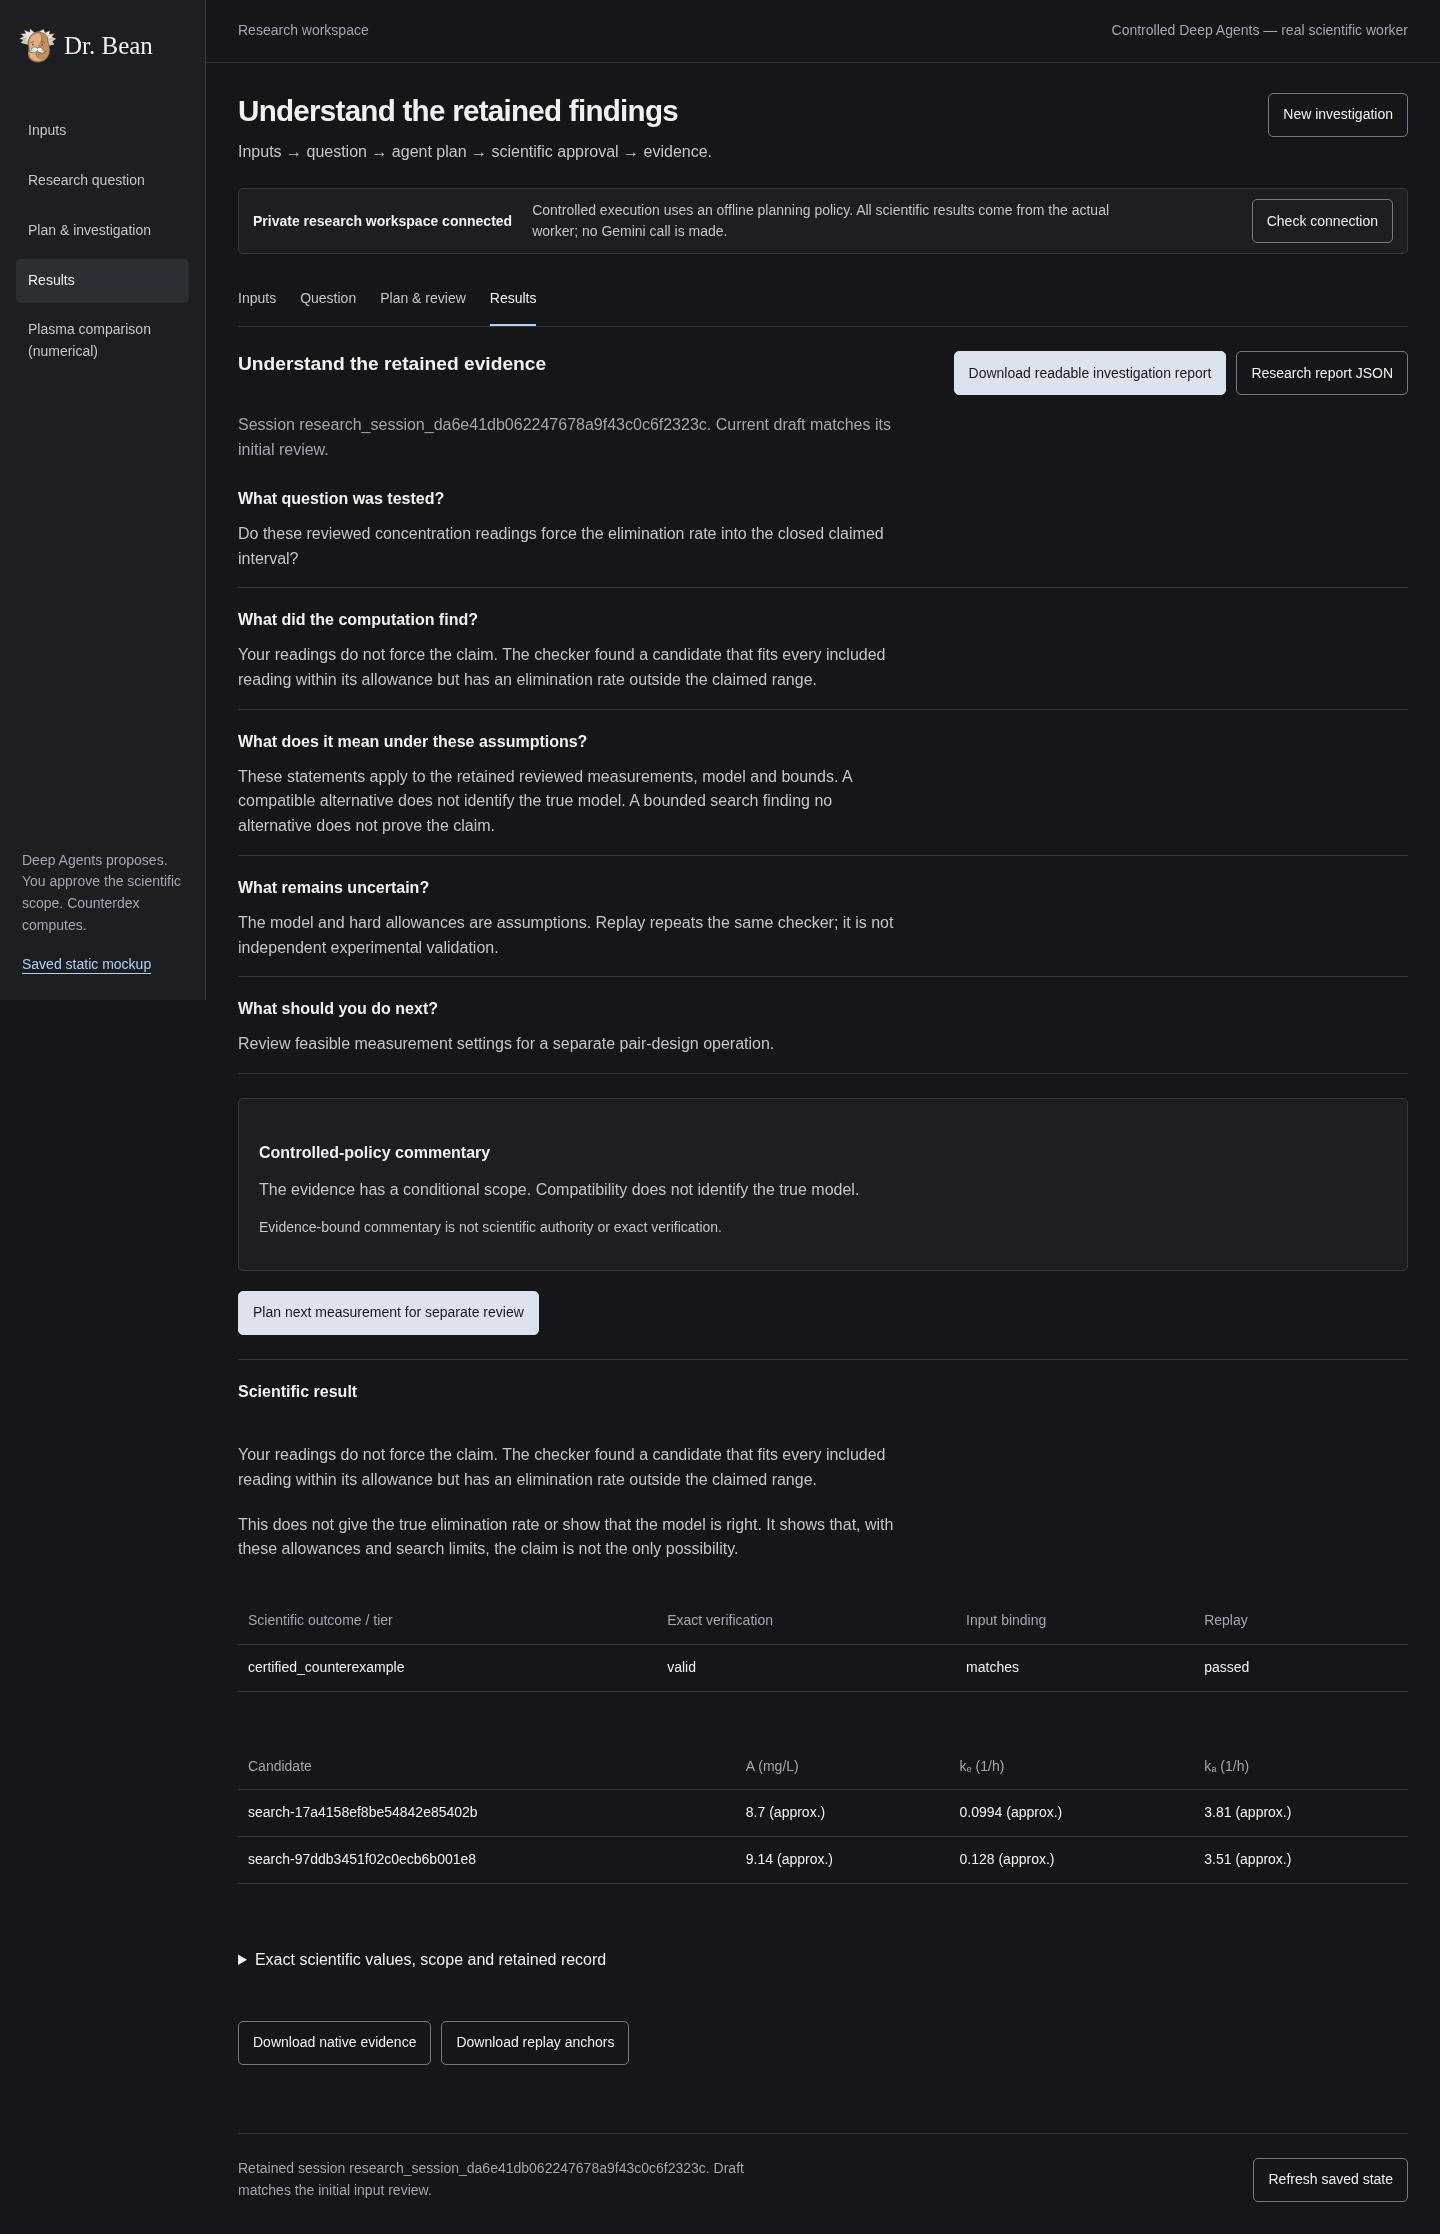 Dr. Bean
Inputs
Research question
Plan & investigation
Results
Plasma comparison
(numerical)
Deep Agents proposes.
You approve the scientific
scope. Counterdex
computes.
Saved static mockup
Research workspace
Controlled Deep Agents — real scientific worker
Understand the retained findings
New investigation
Inputs → question → agent plan → scientific approval → evidence.
Private research workspace connected
Controlled execution uses an offline planning policy. All scientific results come from the actual
worker; no Gemini call is made.
Check connection
Inputs Question Plan & review Results
Understand the retained evidence
Download readable investigation report
Research report JSON
Session research_session_da6e41db062247678a9f43c0c6f2323c. Current draft matches its
initial review.
What question was tested?
Do these reviewed concentration readings force the elimination rate into the closed claimed
interval?
What did the computation find?
Your readings do not force the claim. The checker found a candidate that fits every included
reading within its allowance but has an elimination rate outside the claimed range.
What does it mean under these assumptions?
These statements apply to the retained reviewed measurements, model and bounds. A
compatible alternative does not identify the true model. A bounded search finding no
alternative does not prove the claim.
What remains uncertain?
The model and hard allowances are assumptions. Replay repeats the same checker; it is not
independent experimental validation.
What should you do next?
Review feasible measurement settings for a separate pair-design operation.
Controlled-policy commentary
The evidence has a conditional scope. Compatibility does not identify the true model.
Evidence-bound commentary is not scientific authority or exact verification.
Plan next measurement for separate review
Scientific result
Your readings do not force the claim. The checker found a candidate that fits every included
reading within its allowance but has an elimination rate outside the claimed range.
This does not give the true elimination rate or show that the model is right. It shows that, with
these allowances and search limits, the claim is not the only possibility.
Scientific outcome / tier Exact verification Input binding Replay
certified_counterexample valid matches passed
Candidate A (mg/L) kₑ (1/h) kₐ (1/h)
search-17a4158ef8be54842e85402b 8.7 (approx.) 0.0994 (approx.) 3.81 (approx.)
search-97ddb3451f02c0ecb6b001e8 9.14 (approx.) 0.128 (approx.) 3.51 (approx.)
Exact scientific values, scope and retained record
Download native evidence
Download replay anchors
Retained session research_session_da6e41db062247678a9f43c0c6f2323c. Draft
matches the initial input review.
Refresh saved state